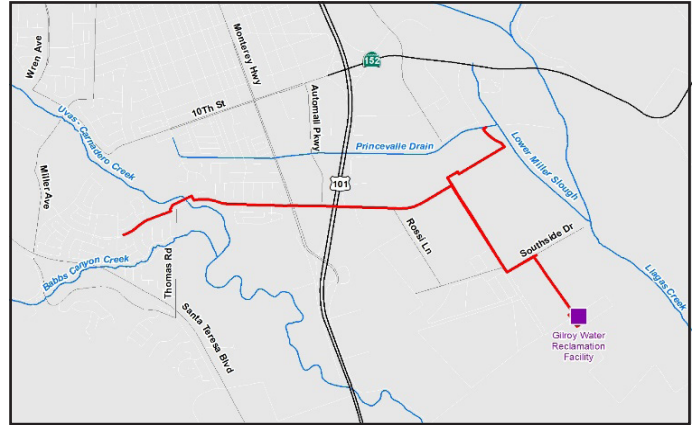 Wren Ave
Monterey Hwy
152
Uvas - Carnadero Creek
10Th St
Automall Pkwy
Princevalle Drain
Lower Miller Slough
Miller Ave
101
Rossi Ln
Southside Dr
Babbs Canyon Creek
Thomas Rd
Llagas Creek
Santa Teresa Blvd
Gilroy Water
Reclamation
Facility